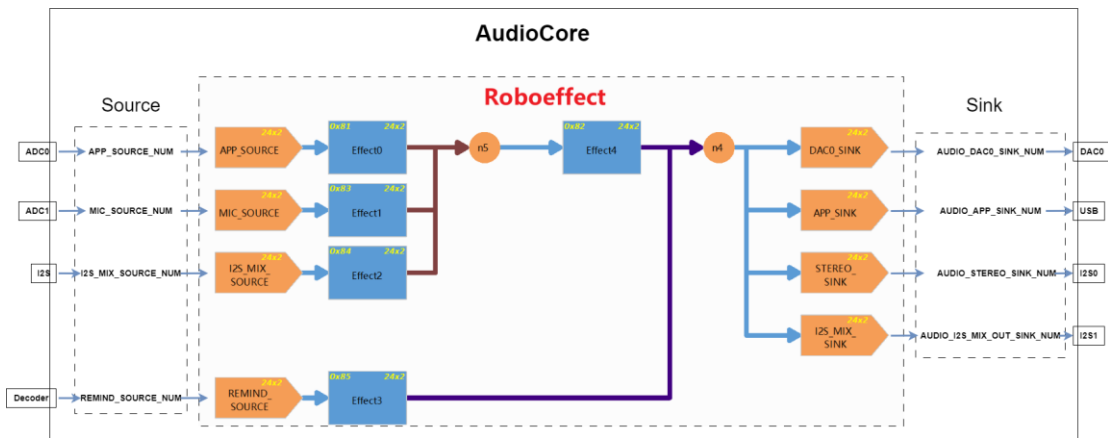 AudioCore
Source
Roboeffect
Sink
ADC0
APP_SOURCE_NUM
24x2
APP_SOURCE
0x81
24x2
Effect0
n5
0x82
24x2
Effect4
n4
24x2
DAC0_SINK
AUDIO_DAC0_SINK_NUM
DAC0
ADC1
MIC_SOURCE_NUM
24x2
MIC_SOURCE
0x83
24x2
Effect1
24x2
APP_SINK
AUDIO_APP_SINK_NUM
USB
I2S
I2S_MIX_SOURCE_NUM
24x2
I2S_MIX_
SOURCE
0x84
24x2
Effect2
24x2
STEREO_
SINK
AUDIO_STEREO_SINK_NUM
I2S0
24x2
I2S_MIX_
SINK
AUDIO_I2S_MIX_OUT_SINK_NUM
I2S1
Decoder
REMIND_SOURCE_NUM
24x2
REMIND_
SOURCE
0x85
24x2
Effect3